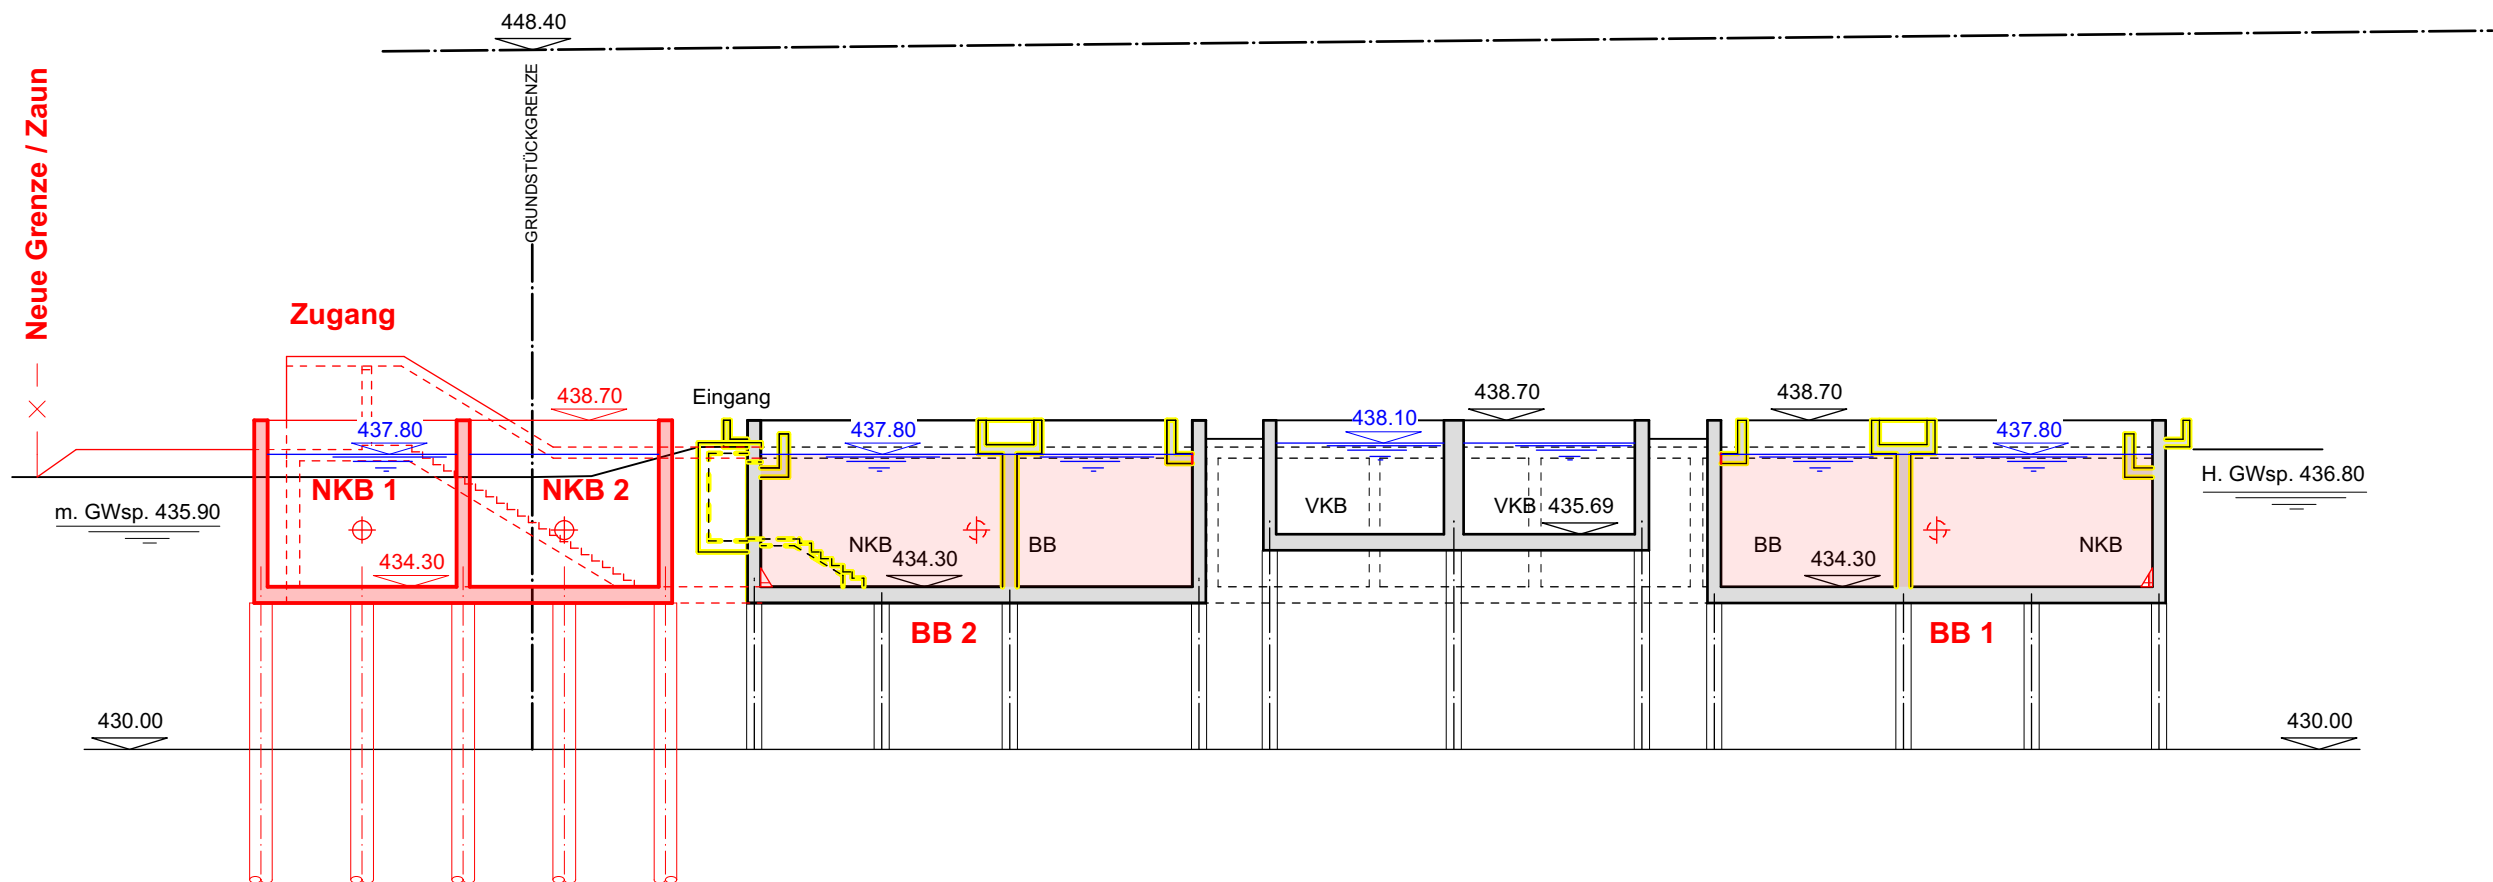 448.40
Neue Grenze / Zaun
GRUNDSTÜCKGRENZE
Zugang
438.70
Eingang
438.70
438.70
437.80
437.80
438.10
437.80
NKB 1
NKB 2
m. GWsp. 435.90
H. GWsp. 436.80
VKB
VKB
435.69
NKB
BB
BB
NKB
434.30
434.30
434.30
BB 2
BB 1
430.00
430.00